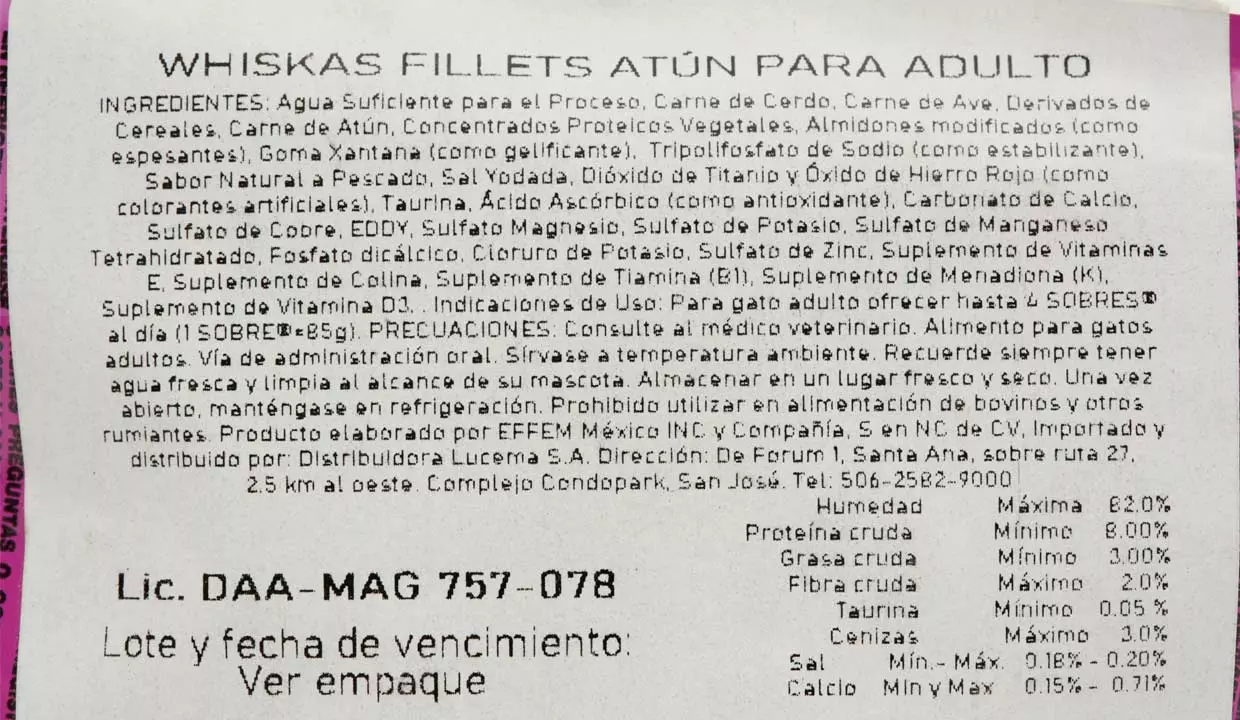 WHISKAS FILLETS ATÚN PARA ADULTO
INGREDIENTES: Agua Suficiente para el Proceso, Carne de Cerdo, Carne de Ave, Derivados de
Cereales, Carne de Atún, Concentrados Proteicos Vegetales, Almidones modificados (como
espesantes), Goma Xantana (como gelificante), Tripolifosfato de Sodio (como estabilizante),
Sabor Natural a Pescado, Sal Yodada, Dióxido de Titanio y Óxido de Hierro Rojo (como
colorantes artificiales), Taurina, Ácido Ascórbico (como antioxidante), Carbonato de Calcio,
Sulfato de Cobre, EDDY, Sulfato Magnesio, Sulfato de Potasio, Sulfato de Manganeso
Tetrahidratado, Fosfato dicálcico, Cloruro de Potasio, Sulfato de Zinc, Suplemento de Vitaminas
E, Suplemento de Colina, Suplemento de Tiamina (B1), Suplemento de Menadiona (K),
Suplemento de Vitamina D3, . Indicaciones de Uso: Para gato adulto ofrecer hasta 4 SOBRES®
al día (1 SOBRE®=85g). PRECUACIONES: Consulte al médico veterinario. Alimento para gatos
adultos. Vía de administración oral. Sírvase a temperatura ambiente. Recuerde siempre tener
agua fresca y limpia al alcance de su mascota. Almacenar en un lugar fresco y seco. Una vez
abierto, manténgase en refrigeración. Prohibido utilizar en alimentación de bovinos y otros
rumiantes. Producto elaborado por EFFEM México INC y Compañía, S en NC de CV, Importado y
distribuido por: Distribuidora Lucema S.A. Dirección: De Forum 1, Santa Ana, sobre ruta 27,
2.5 km al oeste. Complejo Condopark, San José. Tel: 506-2582-9000
Humedad Máxima 82.0%
Proteína cruda Mínimo 8.00%
Grasa cruda Mínimo 3.00%
Fibra cruda Máximo 2.0%
Taurina Mínimo 0.05 %
Cenizas Máximo 3.0%
Sal Mín.- Máx. 0.18% - 0.20%
Calcio Min y Max 0.15% - 0.71%
Lic. DAA-MAG 757-078
Lote y fecha de vencimiento:
Ver empaque
PREGUNTAS